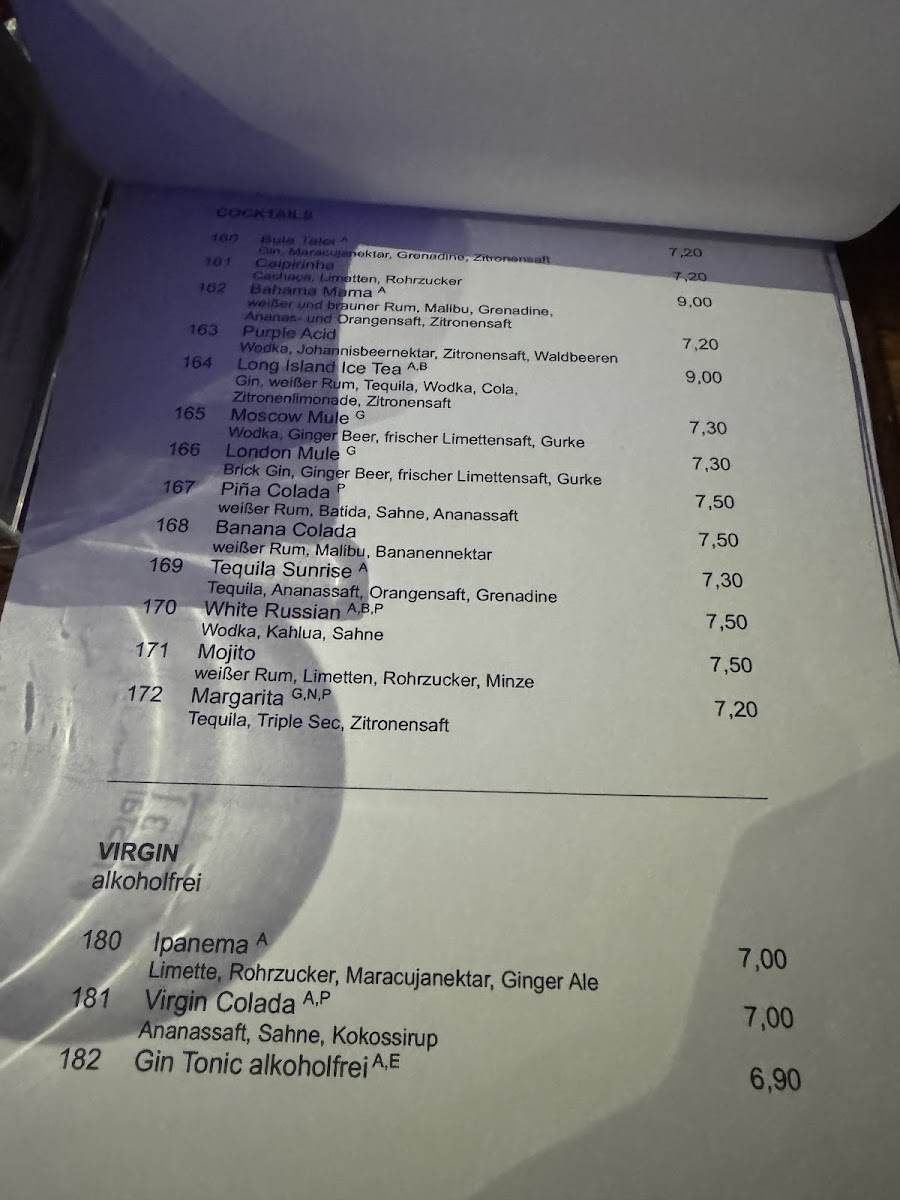 COCKTAILS
160 Bula Talei A 7,20
Gin, Maracujanektar, Grenadine, Zitronensaft
161 Caipirinha 7,20
Cachaca, Limetten, Rohrzucker
162 Bahama Mama A 9,00
weißer und brauner Rum, Malibu, Grenadine,
Ananas- und Orangensaft, Zitronensaft
163 Purple Acid 7,20
Wodka, Johannisbeernektar, Zitronensaft, Waldbeeren
164 Long Island Ice Tea A,B 9,00
Gin, weißer Rum, Tequila, Wodka, Cola,
Zitronenlimonade, Zitronensaft
165 Moscow Mule G 7,30
Wodka, Ginger Beer, frischer Limettensaft, Gurke
166 London Mule G 7,30
Brick Gin, Ginger Beer, frischer Limettensaft, Gurke
167 Piña Colada P 7,50
weißer Rum, Batida, Sahne, Ananassaft
168 Banana Colada 7,50
weißer Rum, Malibu, Bananennektar
169 Tequila Sunrise A 7,30
Tequila, Ananassaft, Orangensaft, Grenadine
170 White Russian A,B,P 7,50
Wodka, Kahlua, Sahne
171 Mojito 7,50
weißer Rum, Limetten, Rohrzucker, Minze
172 Margarita G,N,P 7,20
Tequila, Triple Sec, Zitronensaft
VIRGIN
alkoholfrei
180 Ipanema A 7,00
Limette, Rohrzucker, Maracujanektar, Ginger Ale
181 Virgin Colada A,P 7,00
Ananassaft, Sahne, Kokossirup
182 Gin Tonic alkoholfrei A,E 6,90